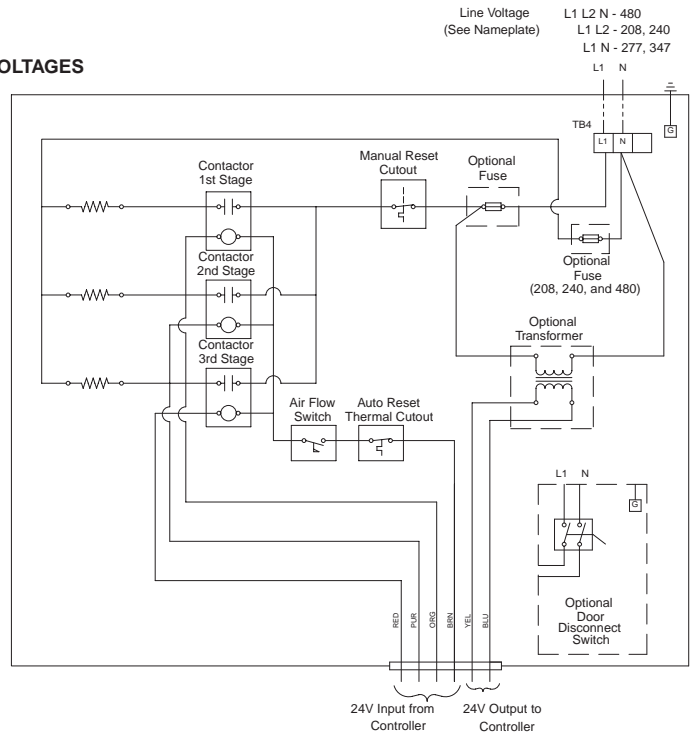 Line Voltage L1 L2 N - 480
(See Nameplate) L1 L2 - 208, 240
L1 N - 277, 347
OLTAGES
L1 N
TB4
L1 N
G
Manual Reset
Cutout
Optional
Fuse
Contactor
1st Stage
Optional
Fuse
(208, 240, and 480)
Contactor
2nd Stage
Optional
Transformer
Contactor
3rd Stage
Air Flow
Switch
Auto Reset
Thermal Cutout
L1 N
G
Optional
Door
Disconnect
Switch
RED
PUR
ORG
BRN
YEL
BLU
24V Input from
Controller
24V Output to
Controller